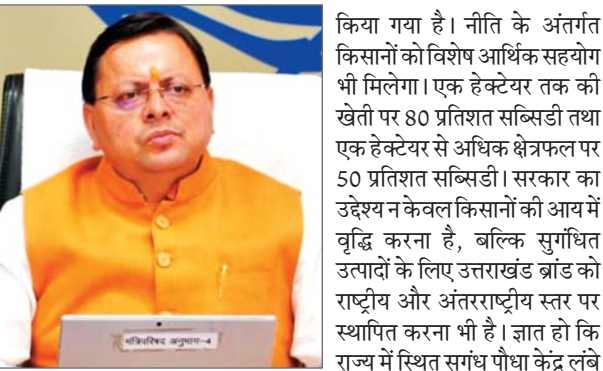 किया गया है। नीति के अंतर्गत
किसानों को विशेष आर्थिक सहयोग
भी मिलेगा। एक हेक्टेयर तक की
खेती पर 80 प्रतिशत सब्सिडी तथा
एक हेक्टेयर से अधिक क्षेत्रफल पर
50 प्रतिशत सब्सिडी। सरकार का
उद्देश्य न केवल किसानों की आय में
वृद्धि करना है, बल्कि सुगंधित
उत्पादों के लिए उत्तराखंड ब्रांड को
राष्ट्रीय और अंतरराष्ट्रीय स्तर पर
स्थापित करना भी है। ज्ञात हो कि
राज्य में स्थित सगंध पौधा केंद्र लंबे
मंत्रिपरिषद अनुभाग-4